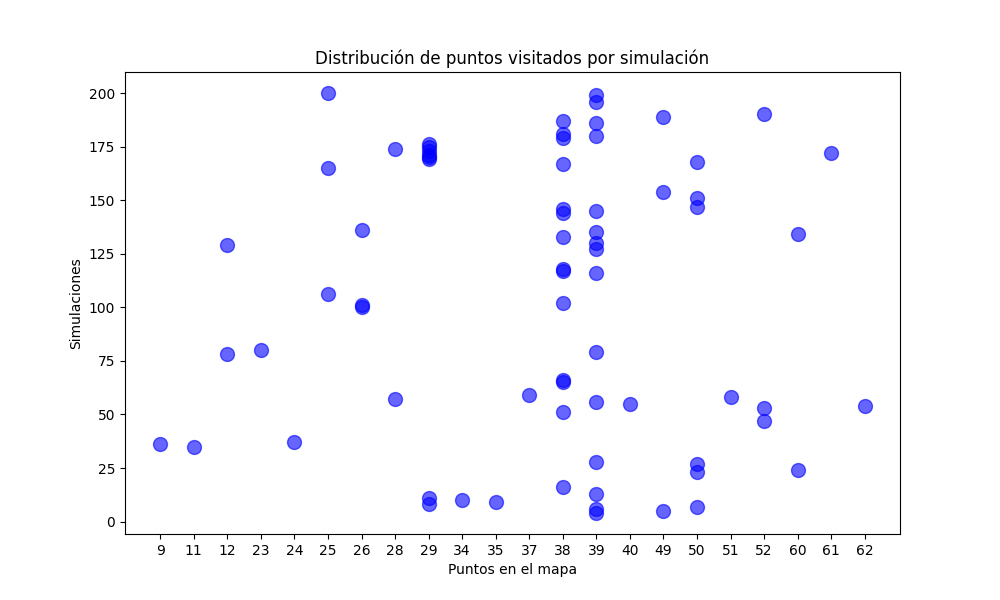 Distribución de puntos visitados por simulación
200
175
150
125
100
75
50
25
0
Simulaciones
9 11 12 23 24 25 26 28 29 34 35 37 38 39 40 49 50 51 52 60 61 62
Puntos en el mapa